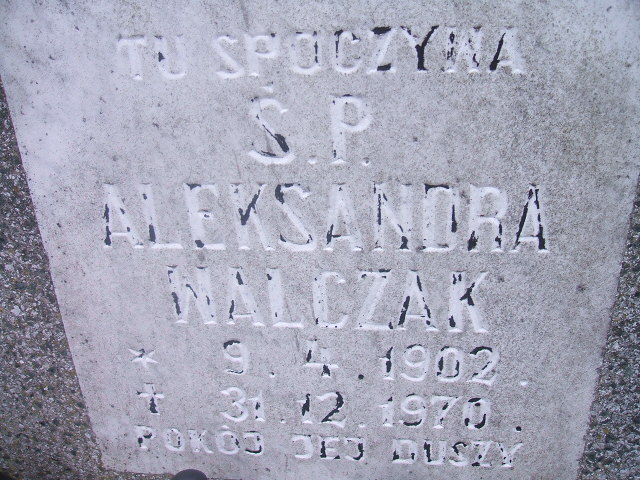 TU SPOCZYWA
Ś.P.
ALEKSANDRA
WALCZAK
* 9.4.1902.
† 31.12.1970.
POKÓJ JEJ DUSZY